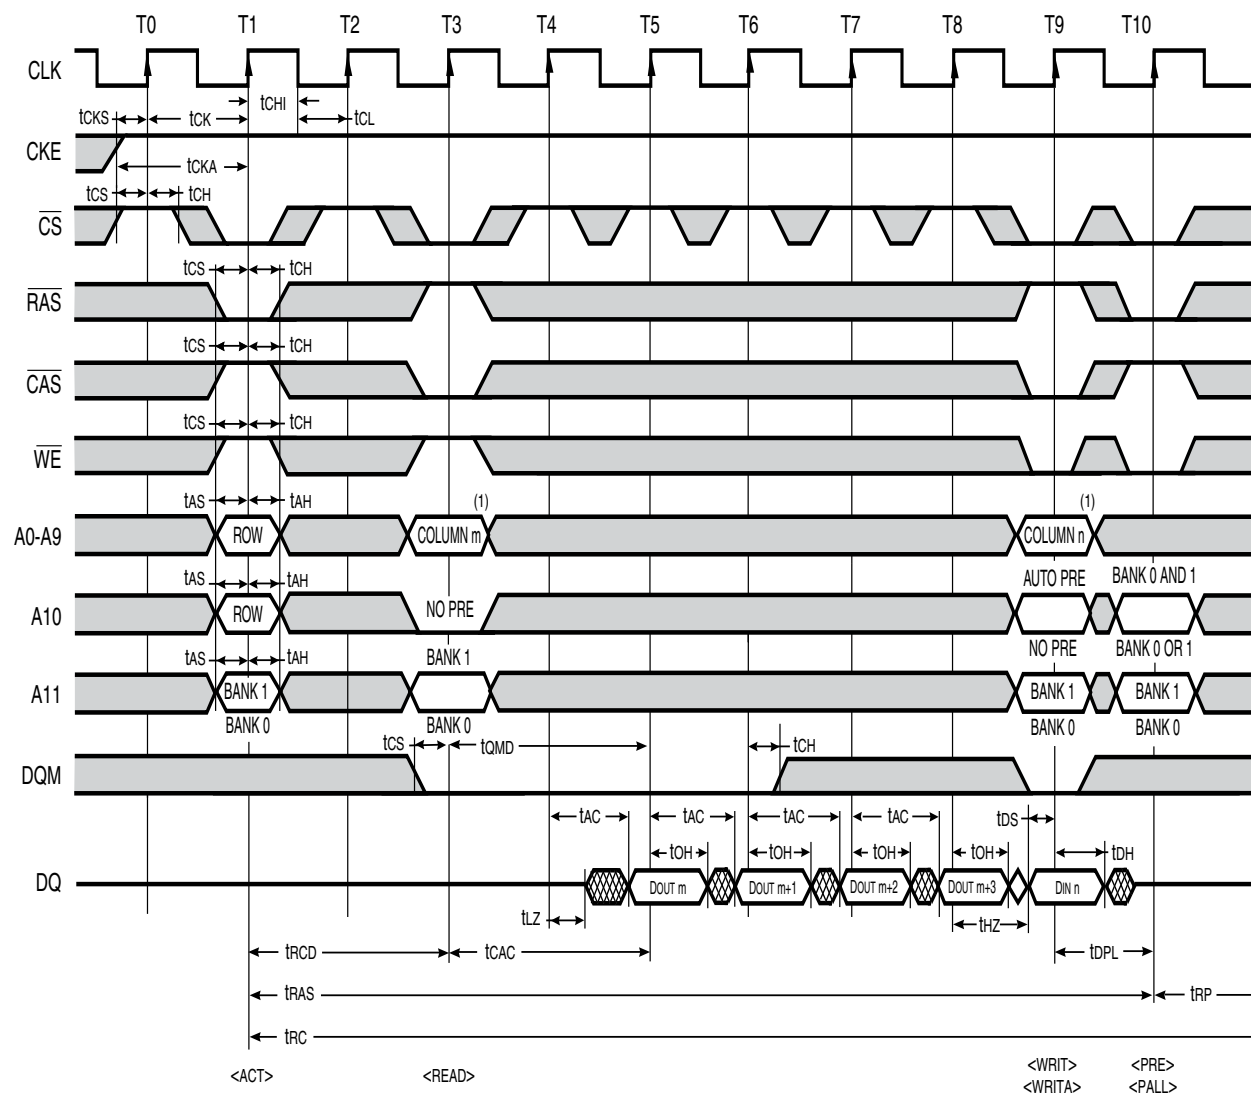 T0 T1 T2 T3 T4 T5 T6 T7 T8 T9 T10
CLK
tCHI
tCKS tCK tCL
CKE
tCKA
tCS tCH
CS
tCS tCH
RAS
tCS tCH
CAS
tCS tCH
WE
tAS tAH (1) (1)
A0-A9 ROW COLUMN m COLUMN n
tAS tAH AUTO PRE BANK 0 AND 1
A10 ROW NO PRE
NO PRE BANK 0 OR 1
tAS tAH BANK 1
A11 BANK 1 BANK 1 BANK 1
BANK 0 BANK 0 BANK 0 BANK 0
tCS tQMD tCH
DQM
tAC tAC tAC tAC tDS
tOH tOH tOH tOH tDH
DQ DOUT m DOUT m+1 DOUT m+2 DOUT m+3 DIN n
tLZ tHZ
tRCD tCAC tDPL
tRAS tRP
tRC
<ACT> <READ> <WRIT> <PRE>
<WRITA> <PALL>